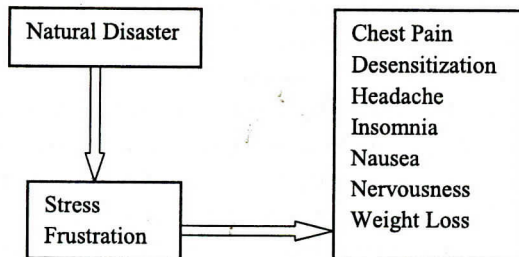 Natural Disaster
Stress
Frustration
Chest Pain
Desensitization
Headache
Insomnia
Nausea
Nervousness
Weight Loss